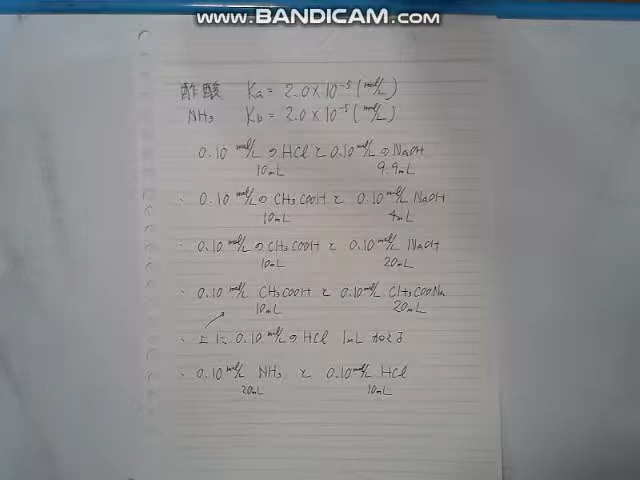 www.BANDICAM.com
酢酸 Ka = 2.0×10⁻⁵ (mol/L)
NH₃ Kb = 2.0×10⁻⁵ (mol/L)
0.10 mol/L の HCl と 0.10 mol/L の NaOH
10mL 9.9mL
・ 0.10 mol/L の CH₃COOH と 0.10 mol/L NaOH
10mL 4mL
・ 0.10 mol/L の CH₃COOH と 0.10 mol/L NaOH
10mL 20mL
・ 0.10 mol/L CH₃COOH と 0.10 mol/L CH₃COONa
10mL 20mL
・ 上に 0.10 mol/L の HCl 1mL 加える
・ 0.10 mol/L NH₃ と 0.10 mol/L HCl
20mL 10mL